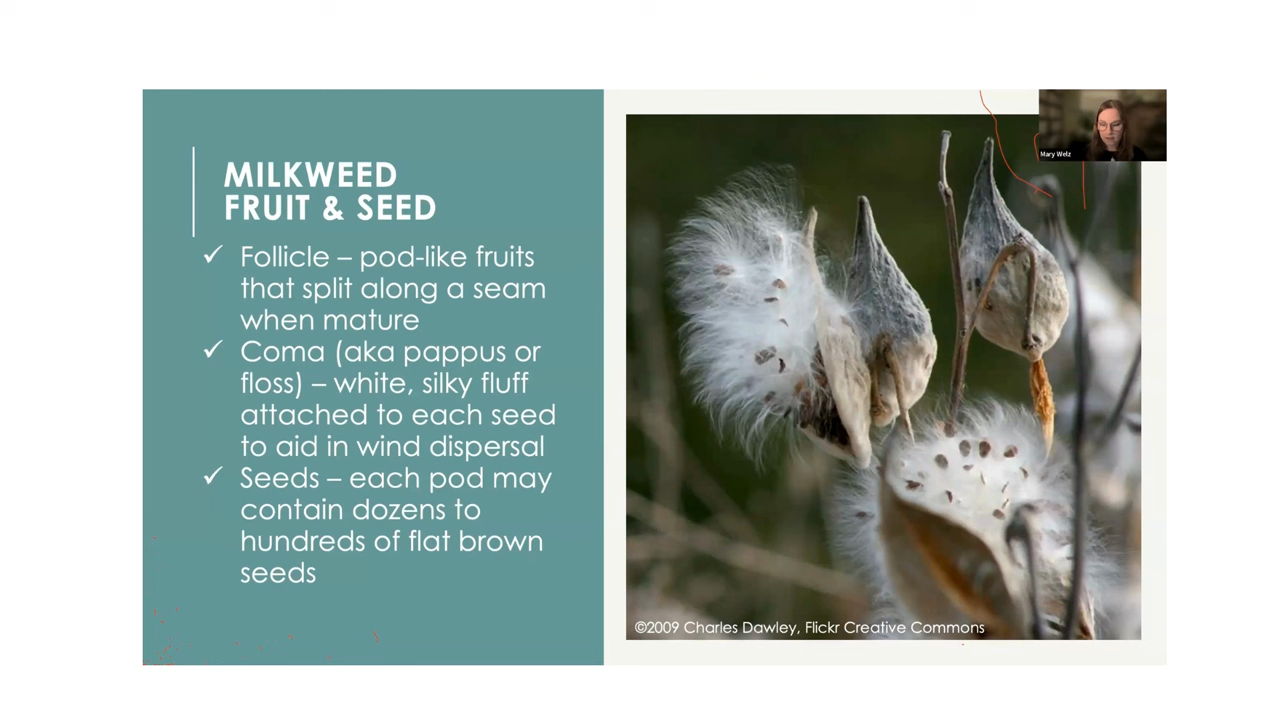 MILKWEED
FRUIT & SEED
✓ Follicle – pod-like fruits
that split along a seam
when mature
✓ Coma (aka pappus or
floss) – white, silky fluff
attached to each seed
to aid in wind dispersal
✓ Seeds – each pod may
contain dozens to
hundreds of flat brown
seeds
Mary Welz
©2009 Charles Dawley, Flickr Creative Commons